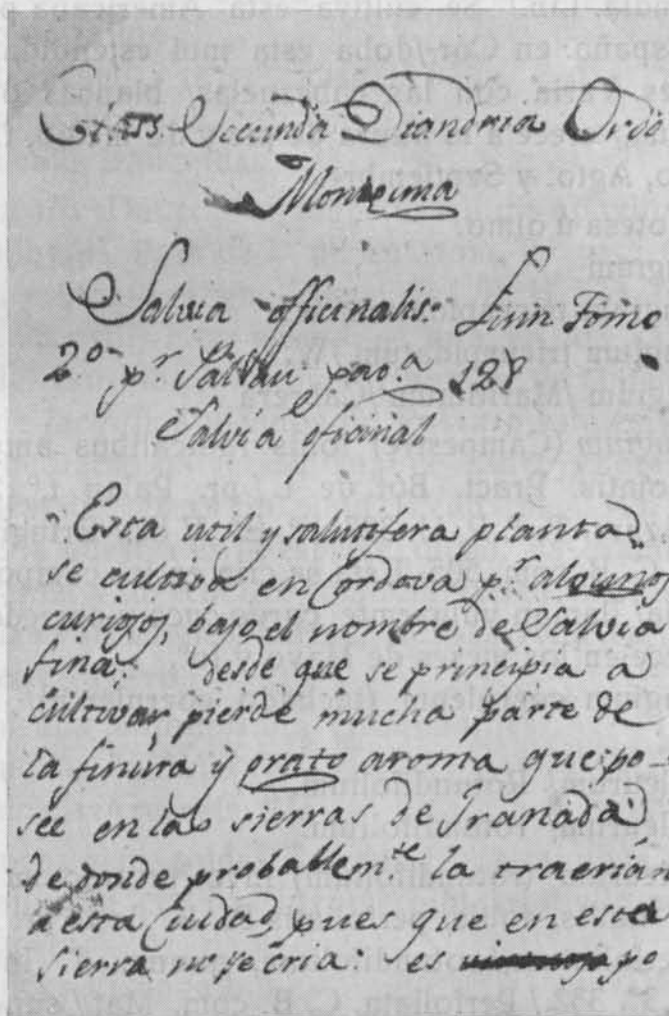 Class. Secunda Diandria Ordo
Salvia officinalis. Linn Tomo
2º pr. Palau pag.a 128
Salvia oficinal
Esta util y salutifera planta
se cultiva en Cordova pr. algunos
curiosos, bajo el nombre de Salvia
fina: desde que se principia a
cultivar, pierde mucha parte de
la finura y grato aroma que po-
see en las sierras de Granada
de donde probablem.te la traerian
a esta Ciudad, pues que en esta
sierra no se cria: es po